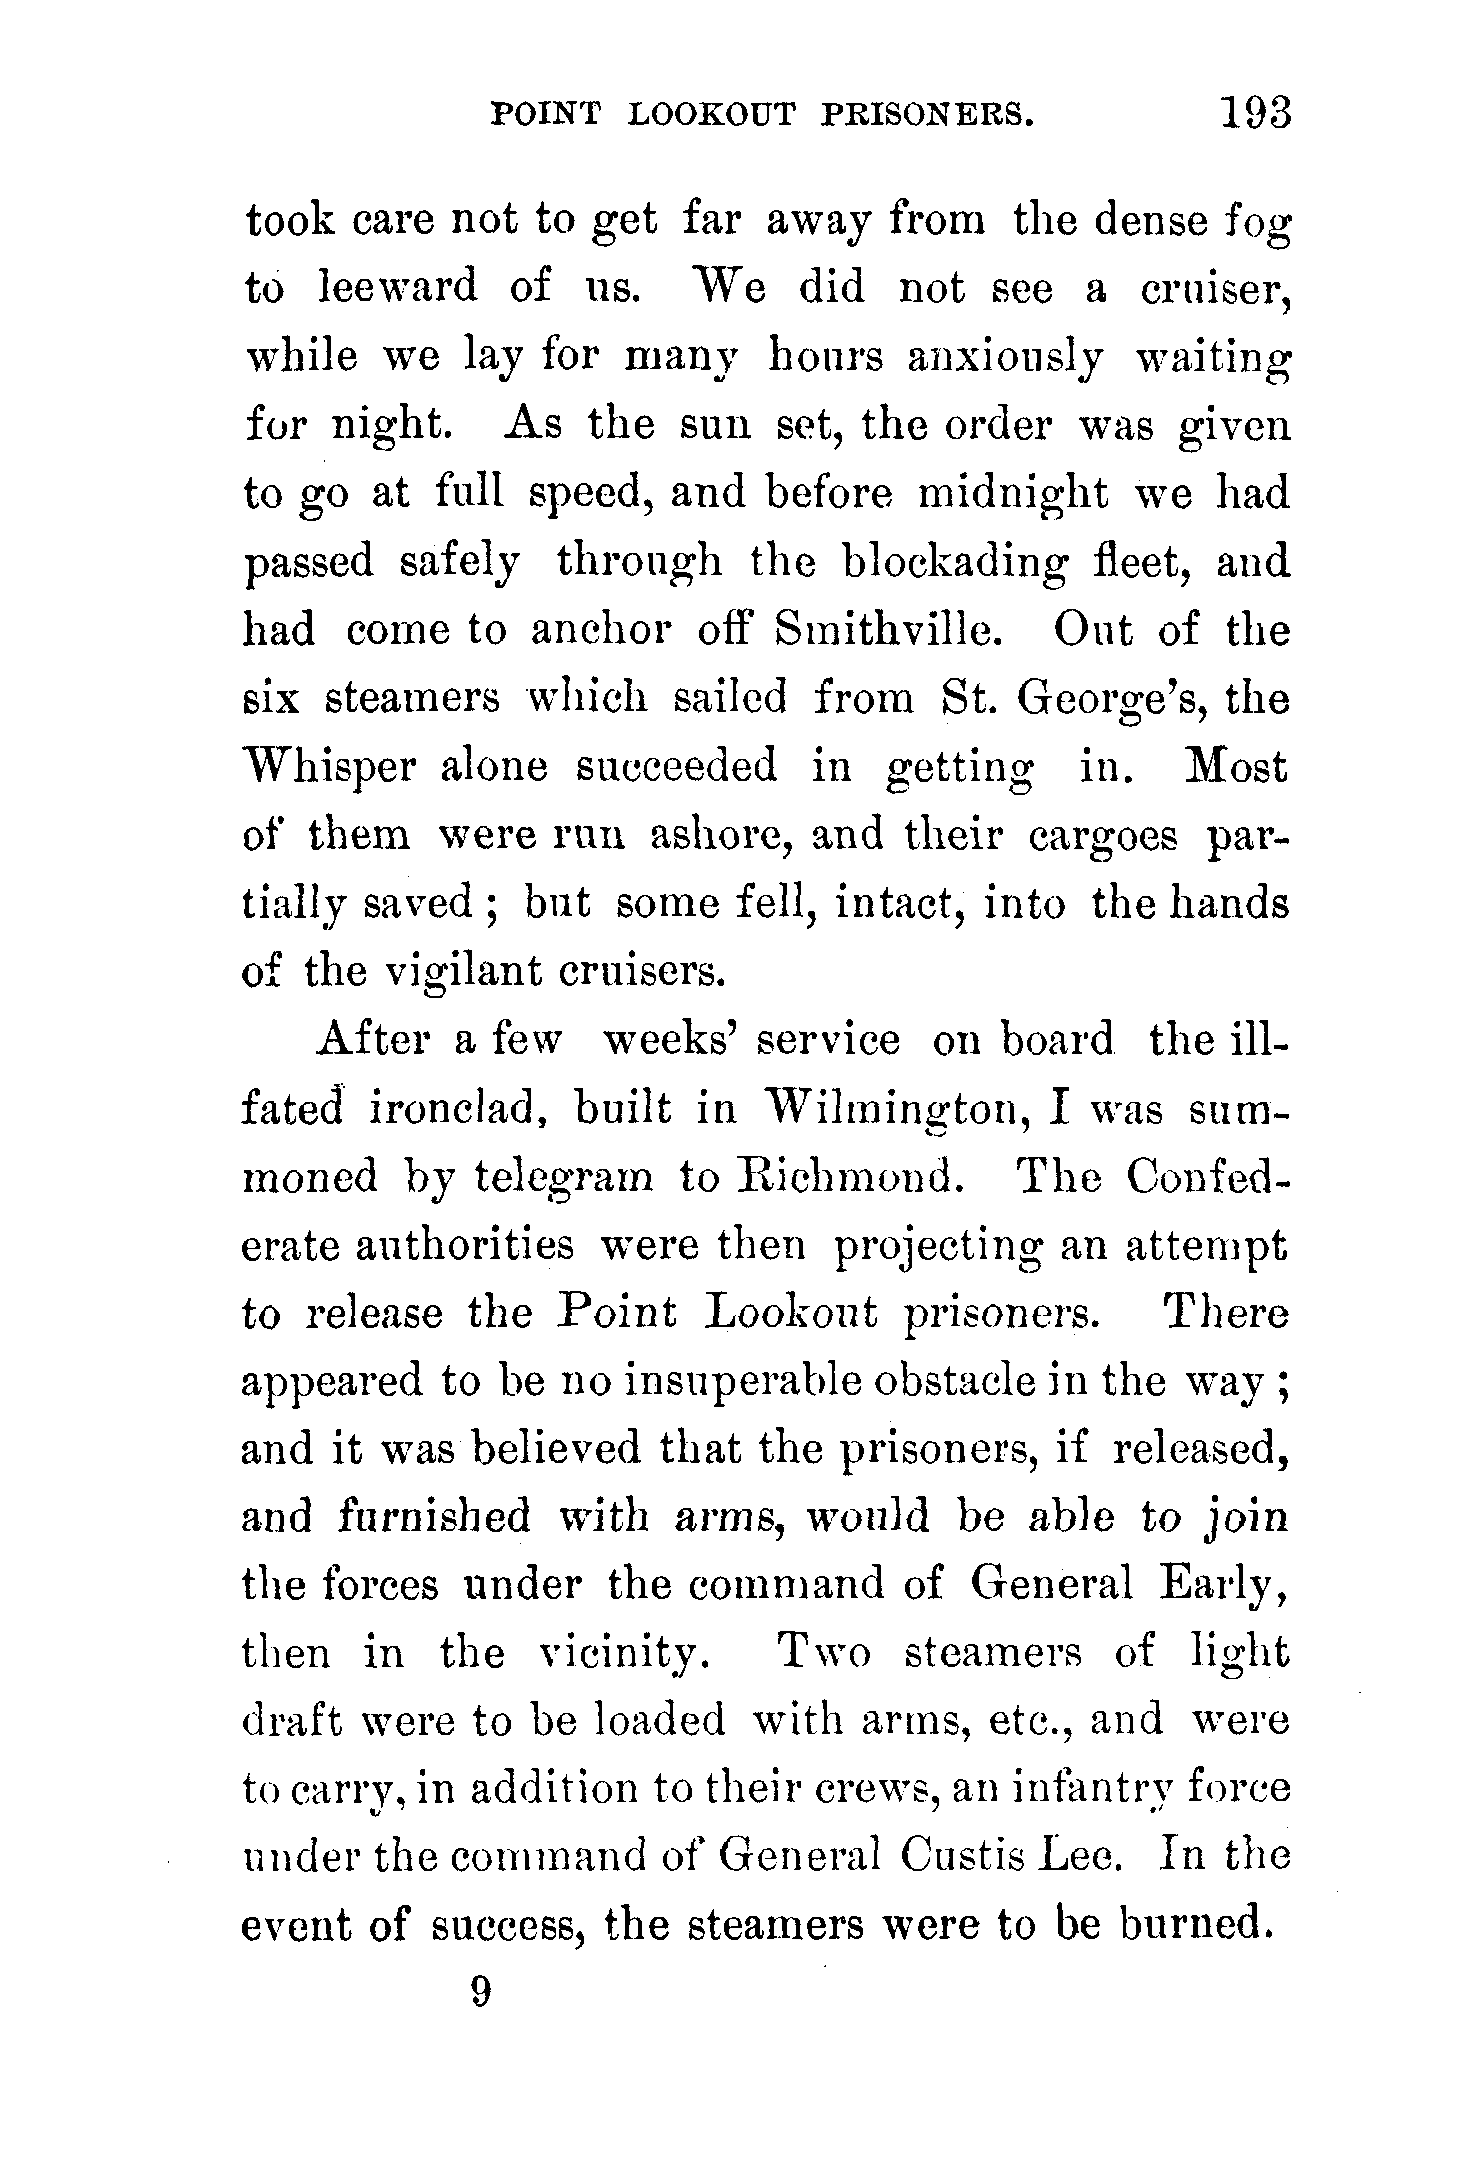 POINT LOOKOUT PRISONERS. 193
took care not to get far away from the dense fog
to leeward of us. We did not see a cruiser,
while we lay for many hours anxiously waiting
for night. As the sun set, the order was given
to go at full speed, and before midnight we had
passed safely through the blockading fleet, and
had come to anchor off Smithville. Out of the
six steamers which sailed from St. George's, the
Whisper alone succeeded in getting in. Most
of them were run ashore, and their cargoes par-
tially saved ; but some fell, intact, into the hands
of the vigilant cruisers.
After a few weeks' service on board the ill-
fated ironclad, built in Wilmington, I was sum-
moned by telegram to Richmond. The Confed-
erate authorities were then projecting an attempt
to release the Point Lookout prisoners. There
appeared to be no insuperable obstacle in the way ;
and it was believed that the prisoners, if released,
and furnished with arms, would be able to join
the forces under the command of General Early,
then in the vicinity. Two steamers of light
draft were to be loaded with arms, etc., and were
to carry, in addition to their crews, an infantry force
under the command of General Custis Lee. In the
event of success, the steamers were to be burned.
9